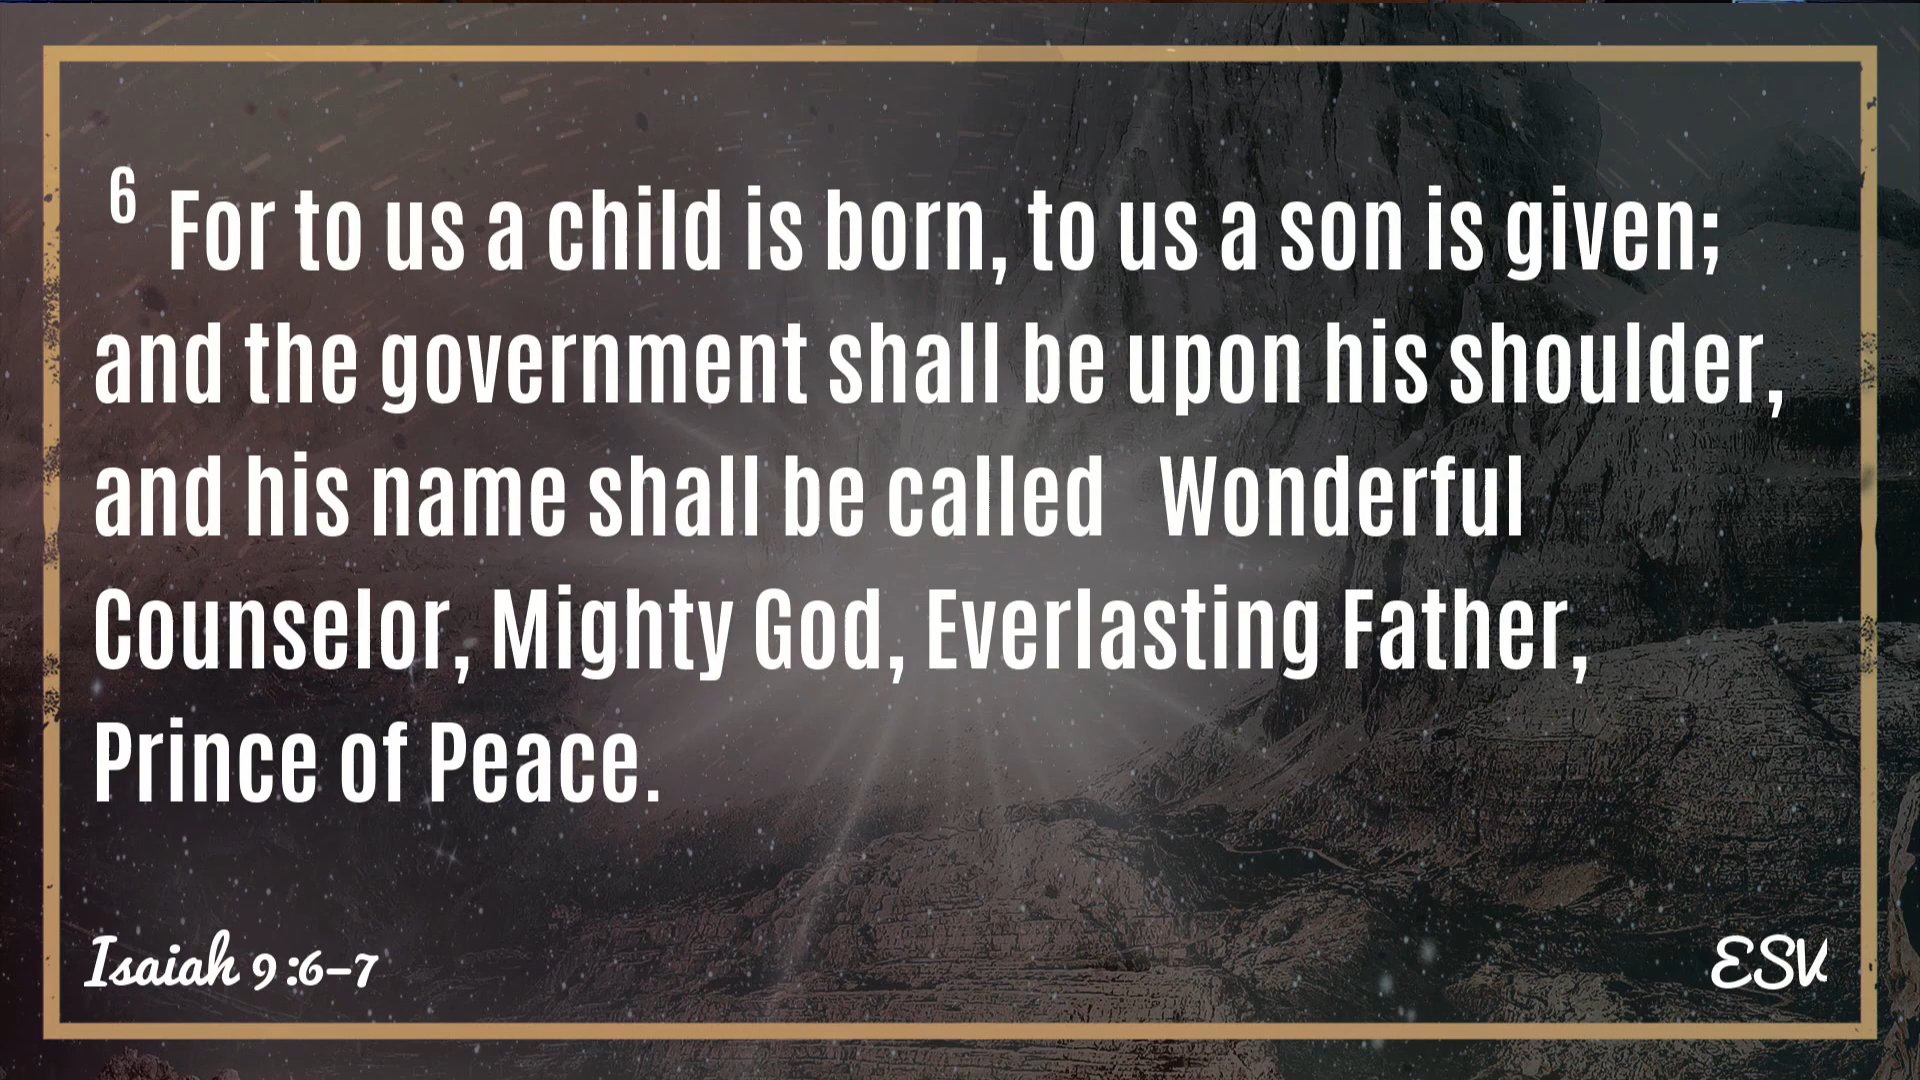 6 For to us a child is born, to us a son is given;
and the government shall be upon his shoulder,
and his name shall be called Wonderful
Counselor, Mighty God, Everlasting Father,
Prince of Peace.
Isaiah 9:6–7
ESV